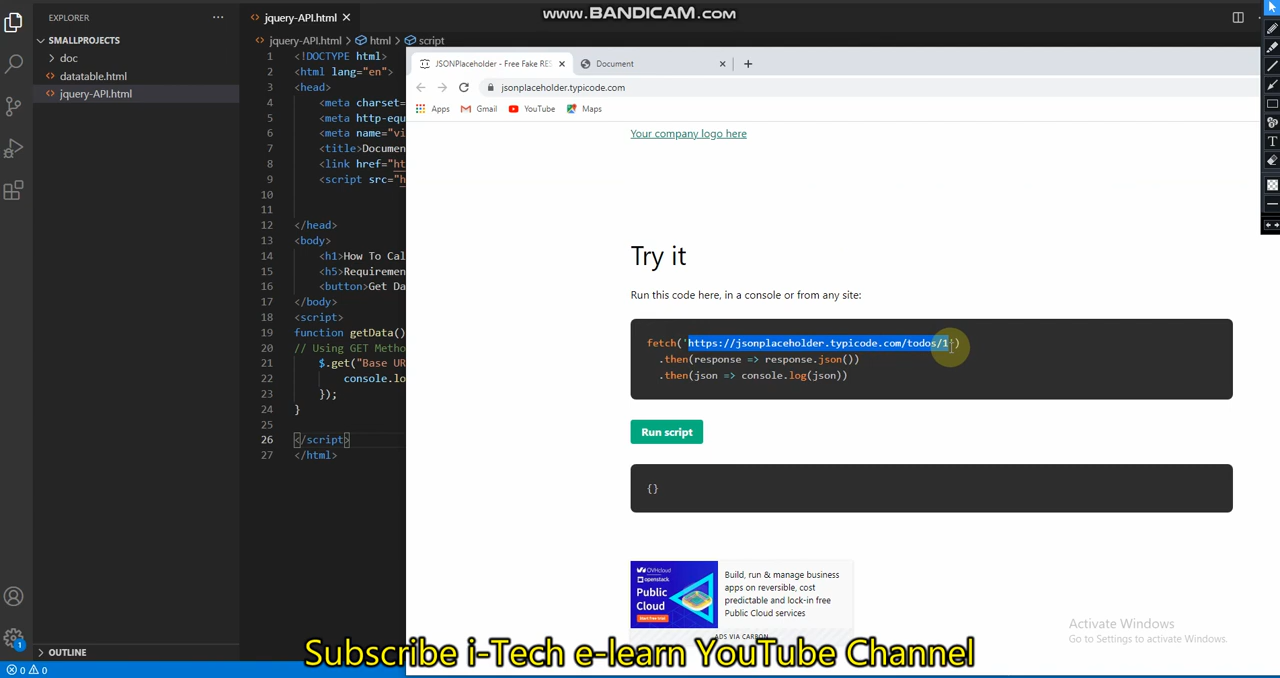 EXPLORER
···
SMALLPROJECTS
doc
datatable.html
jquery-API.html
OUTLINE
0 0
1
jquery-API.html
www.BANDICAM.com
jquery-API.html > html > script
1 <!DOCTYPE html>
2 <html lang="en">
3 <head>
4 <meta charset=
5 <meta http-equ
6 <meta name="vi
7 <title>Documen
8 <link href="ht
9 <script src="h
10
11
12 </head>
13 <body>
14 <h1>How To Cal
15 <h5>Requiremen
16 <button>Get Da
17 </body>
18 <script>
19 function getData()
20 // Using GET Metho
21 $.get("Base UR
22 console.lo
23 });
24 }
25
26 </script>
27 </html>
JSONPlaceholder - Free Fake RES
Document
jsonplaceholder.typicode.com
Apps Gmail YouTube Maps
Your company logo here
Try it
Run this code here, in a console or from any site:
fetch('https://jsonplaceholder.typicode.com/todos/1')
.then(response => response.json())
.then(json => console.log(json))
Run script
{}
OVHcloud
openstack
Public
Cloud
Build, run & manage business
apps on reversible, cost
predictable and lock-in free
Public Cloud services
ADS VIA CARBON
Activate Windows
Go to Settings to activate Windows.
Subscribe i-Tech e-learn YouTube Channel
T